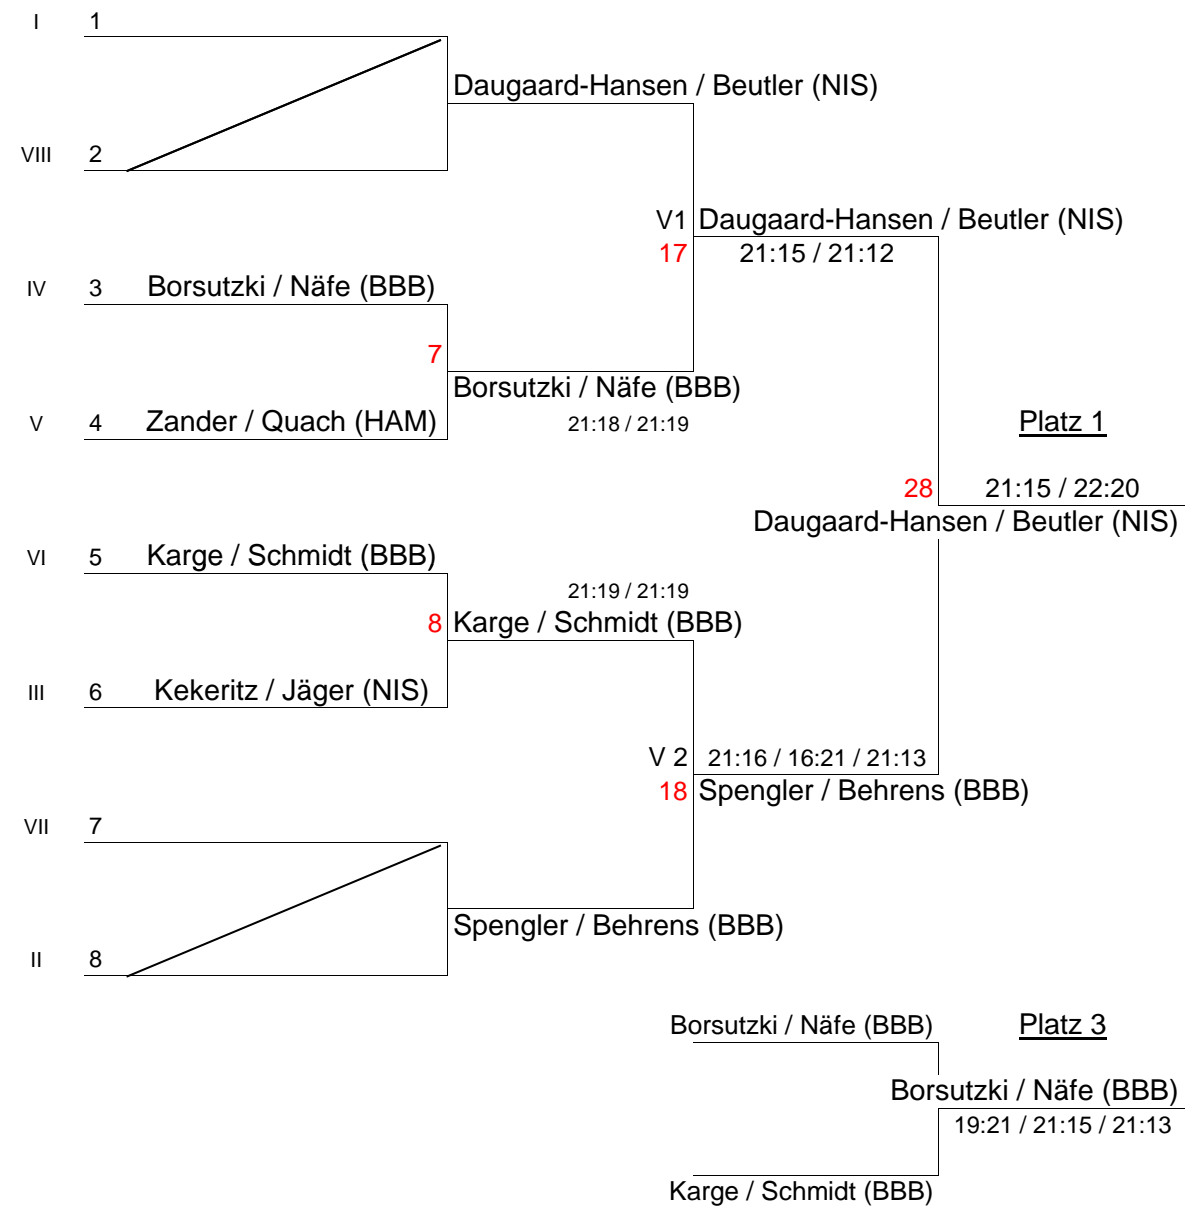 I 1
Daugaard-Hansen / Beutler (NIS)
VIII 2
V1 Daugaard-Hansen / Beutler (NIS)
17 21:15 / 21:12
IV 3 Borsutzki / Näfe (BBB)
7
Borsutzki / Näfe (BBB)
V 4 Zander / Quach (HAM) 21:18 / 21:19 Platz 1
28 21:15 / 22:20
Daugaard-Hansen / Beutler (NIS)
VI 5 Karge / Schmidt (BBB)
21:19 / 21:19
8 Karge / Schmidt (BBB)
III 6 Kekeritz / Jäger (NIS)
V 2 21:16 / 16:21 / 21:13
18 Spengler / Behrens (BBB)
VII 7
Spengler / Behrens (BBB)
II 8
Borsutzki / Näfe (BBB) Platz 3
Borsutzki / Näfe (BBB)
19:21 / 21:15 / 21:13
Karge / Schmidt (BBB)